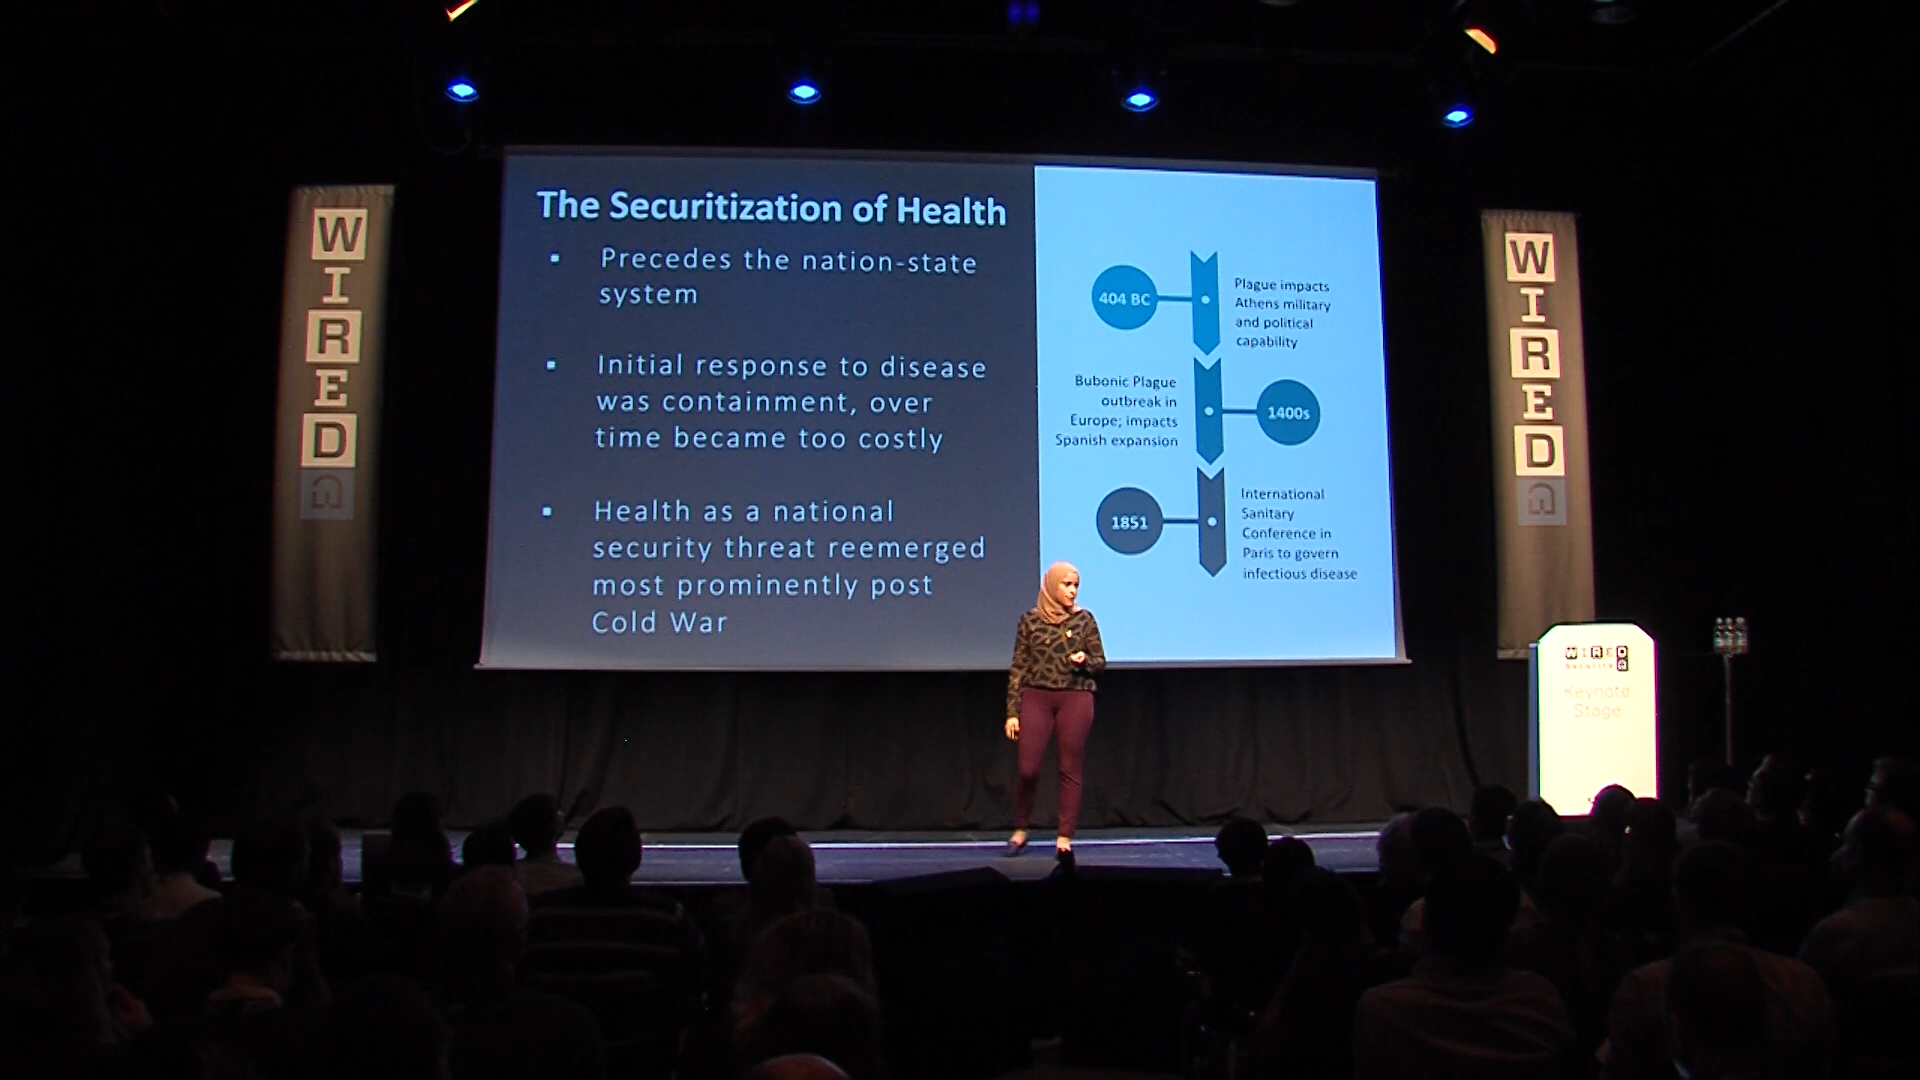 WIRED
The Securitization of Health
▪ Precedes the nation-state
system
▪ Initial response to disease
was containment, over
time became too costly
▪ Health as a national
security threat reemerged
most prominently post
Cold War
404 BC
Plague impacts
Athens military
and political
capability
Bubonic Plague
outbreak in
Europe; impacts
Spanish expansion
1400s
1851
International
Sanitary
Conference in
Paris to govern
infectious disease
WIRED
WIRED
SECURITY
Keynote
Stage